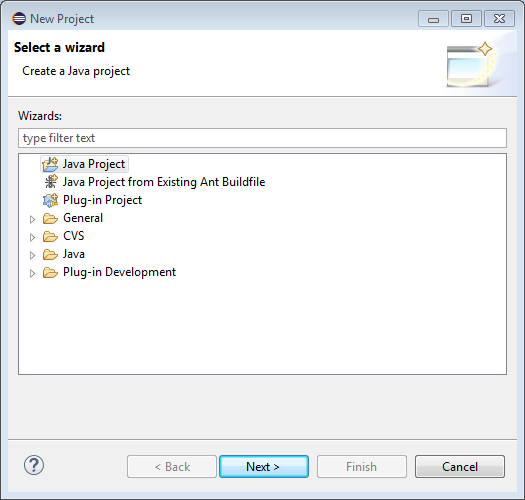 New Project
Select a wizard
Create a Java project
Wizards:
type filter text
Java Project
Java Project from Existing Ant Buildfile
Plug-in Project
General
CVS
Java
Plug-in Development
?
< Back Next > Finish Cancel